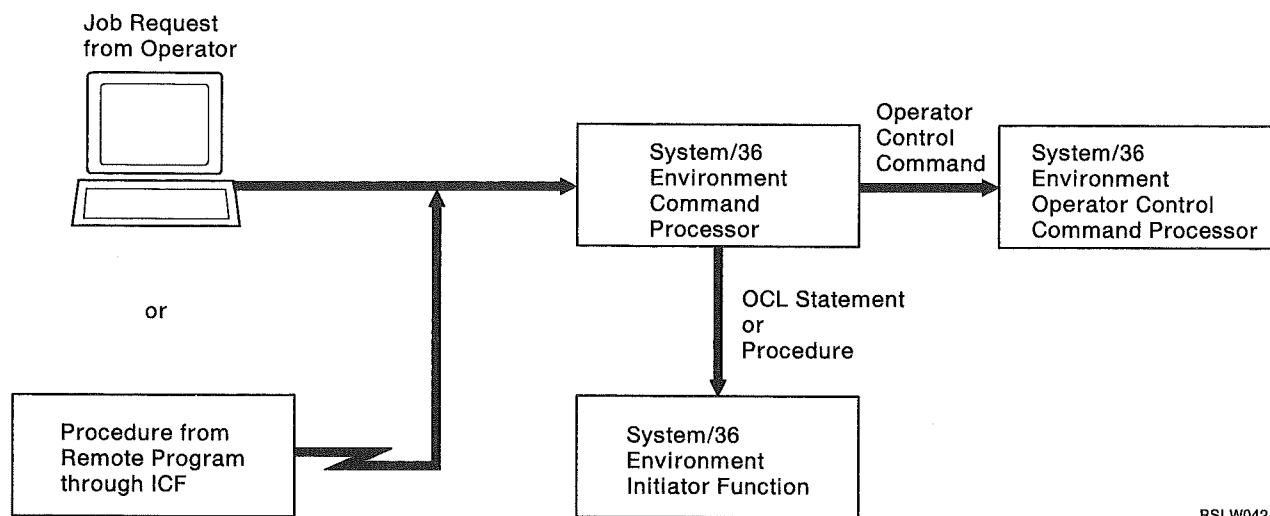 Job Request
from Operator
System/36
Environment
Command
Processor
Operator
Control
Command
System/36
Environment
Operator Control
Command Processor
or
OCL Statement
or
Procedure
Procedure from
Remote Program
through ICF
System/36
Environment
Initiator Function